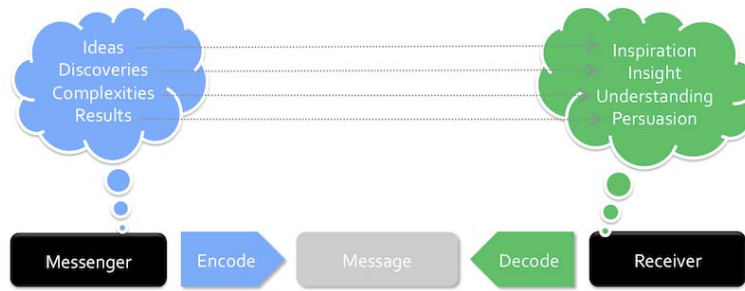 Ideas
Discoveries
Complexities
Results
Inspiration
Insight
Understanding
Persuasion
Messenger
Encode
Message
Decode
Receiver